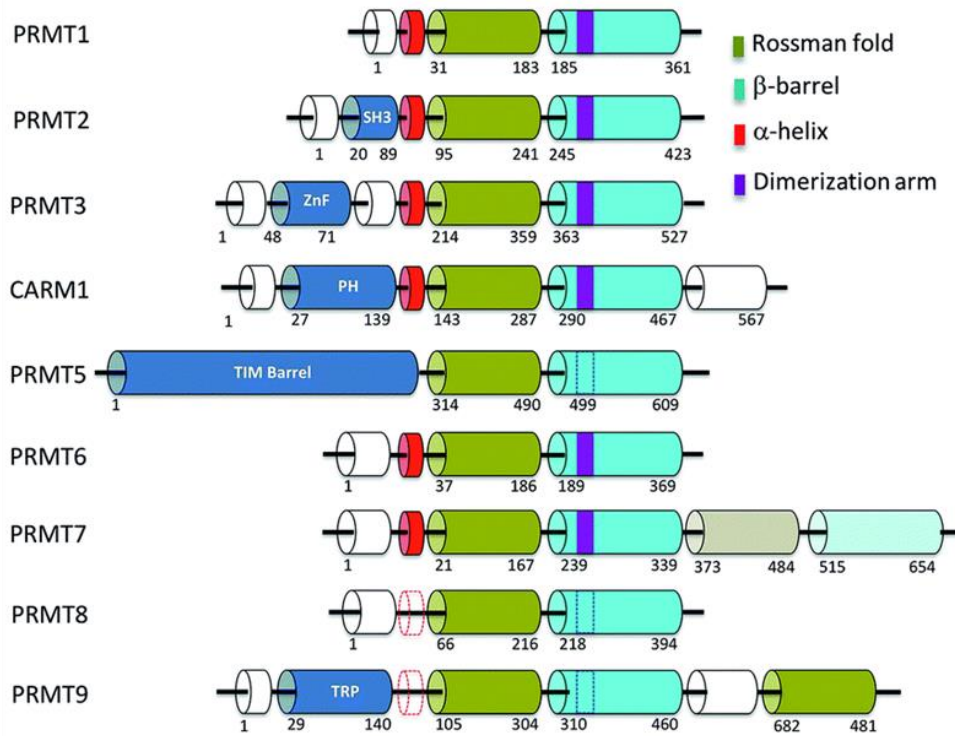 PRMT1
1 31 183 185 361
Rossman fold
β-barrel
α-helix
Dimerization arm
PRMT2
SH3
1 20 89 95 241 245 423
PRMT3
ZnF
1 48 71 214 359 363 527
CARM1
PH
1 27 139 143 287 290 467 567
PRMT5
TIM Barrel
1 314 490 499 609
PRMT6
1 37 186 189 369
PRMT7
1 21 167 239 339 373 484 515 654
PRMT8
1 66 216 218 394
PRMT9
TRP
1 29 140 105 304 310 460 682 481